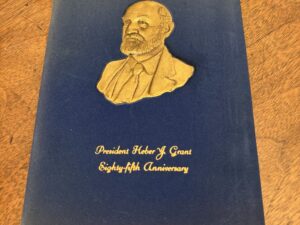 President Heber J. Grant
Eighty-fifth Anniversary